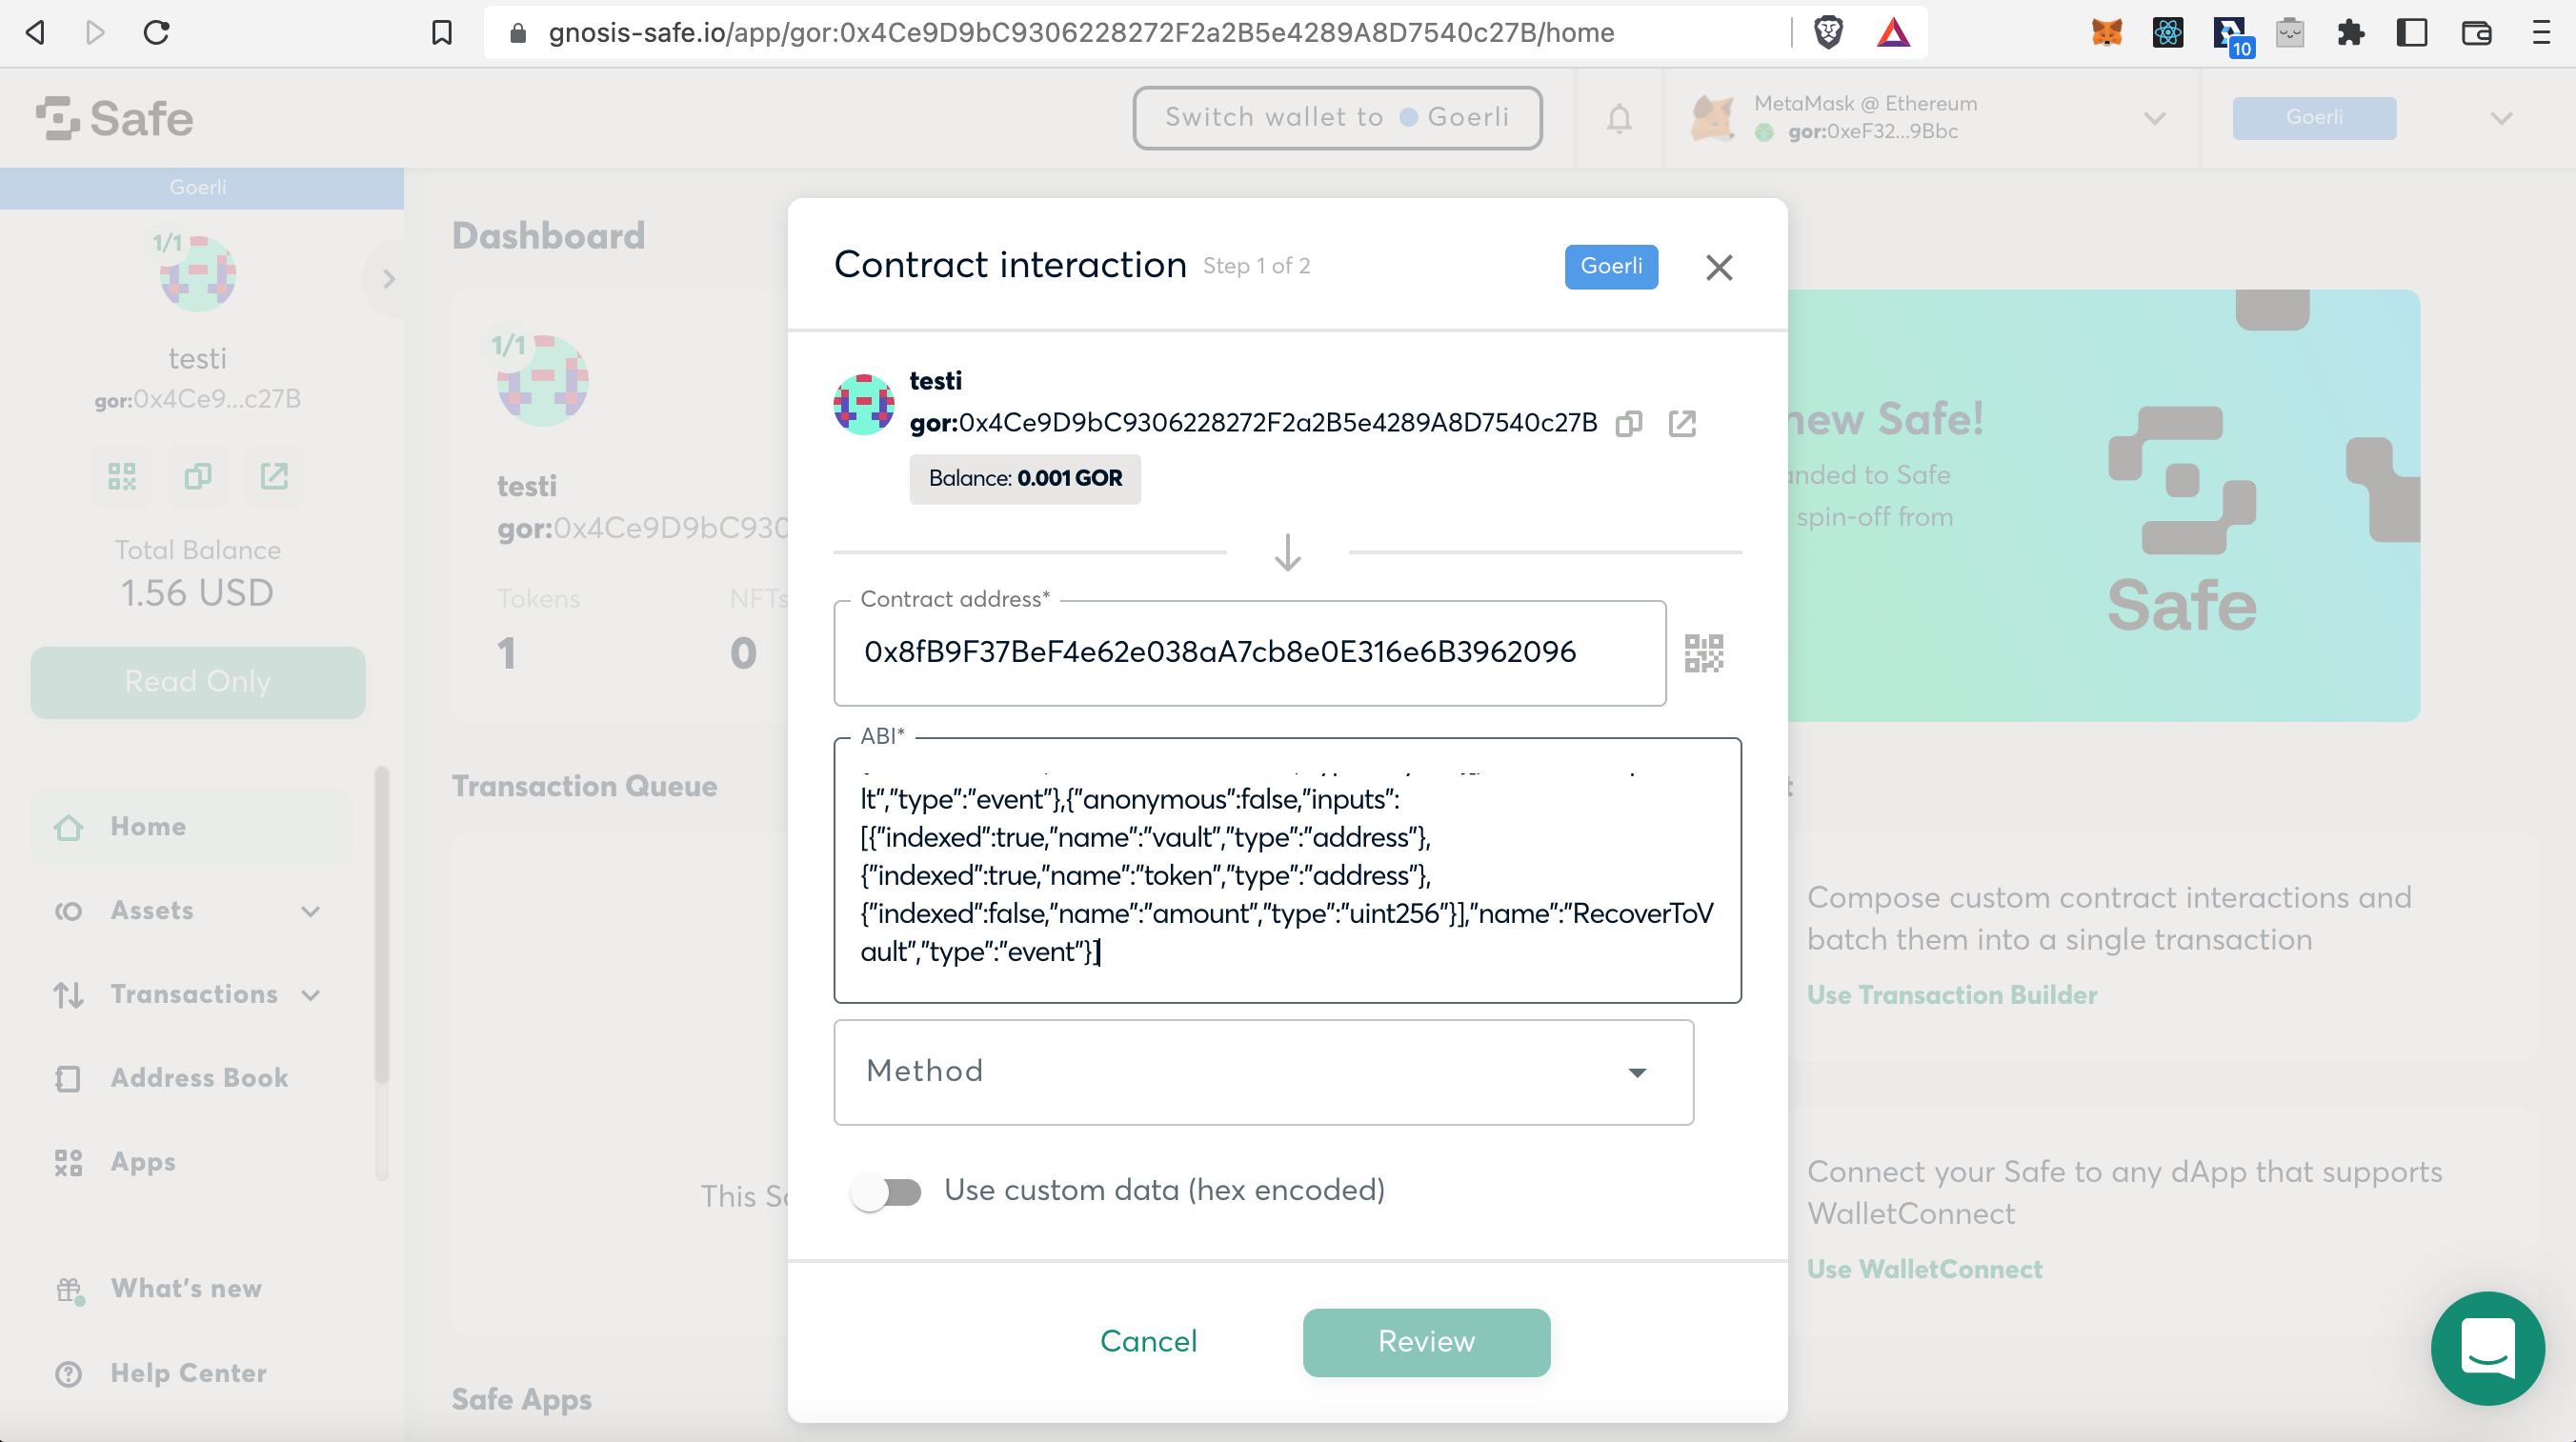 gnosis-safe.io/app/gor:0x4Ce9D9bC9306228272F2a2B5e4289A8D7540c27B/home
10
Safe
Switch wallet to Goerli
MetaMask @ Ethereum
gor:0xeF32...9Bbc
Goerli
Goerli
1/1
testi
gor:0x4Ce9...c27B
Total Balance
1.56 USD
Read Only
Home
Assets
Transactions
Address Book
Apps
What's new
Help Center
Dashboard
1/1
testi
gor:0x4Ce9D9bC930
Tokens
NFTs
1
0
Transaction Queue
This Sa
Safe Apps
Contract interaction Step 1 of 2
Goerli
testi
gor:0x4Ce9D9bC9306228272F2a2B5e4289A8D7540c27B
Balance: 0.001 GOR
Contract address*
0x8fB9F37BeF4e62e038aA7cb8e0E316e6B3962096
ABI*
lt","type":"event"},{"anonymous":false,"inputs":
[{"indexed":true,"name":"vault","type":"address"},
{"indexed":true,"name":"token","type":"address"},
{"indexed":false,"name":"amount","type":"uint256"}],"name":"RecoverToV
ault","type":"event"}]
Method
Use custom data (hex encoded)
Cancel
Review
new Safe!
anded to Safe
spin-off from
Safe
Compose custom contract interactions and
batch them into a single transaction
Use Transaction Builder
Connect your Safe to any dApp that supports
WalletConnect
Use WalletConnect